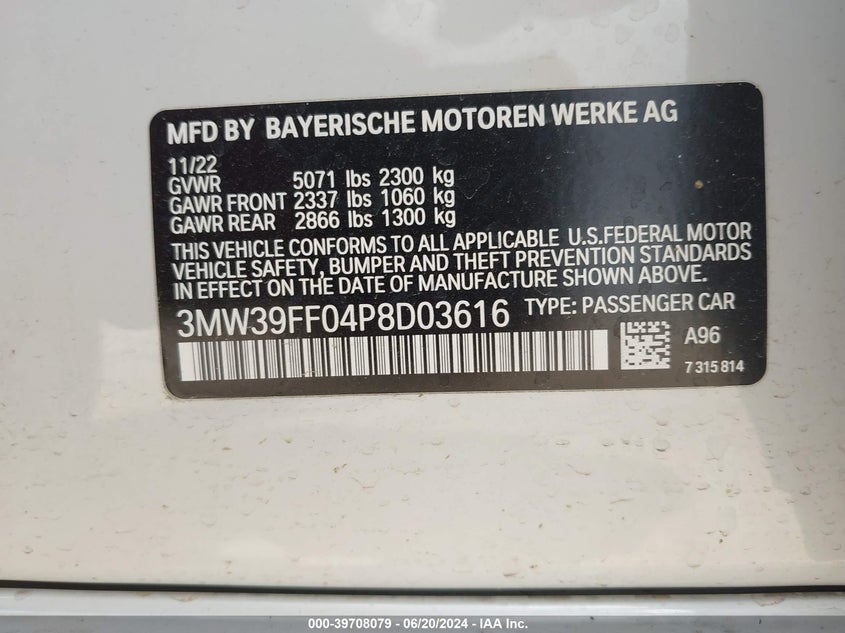 MFD BY BAYERISCHE MOTOREN WERKE AG
11/22
GVWR 5071 lbs 2300 kg
GAWR FRONT 2337 lbs 1060 kg
GAWR REAR 2866 lbs 1300 kg
THIS VEHICLE CONFORMS TO ALL APPLICABLE U.S.FEDERAL MOTOR
VEHICLE SAFETY, BUMPER AND THEFT PREVENTION STANDARDS
IN EFFECT ON THE DATE OF MANUFACTURE SHOWN ABOVE.
3MW39FF04P8D03616 TYPE: PASSENGER CAR
A96
7 315 814
000-39708079 - 06/20/2024 - IAA Inc.